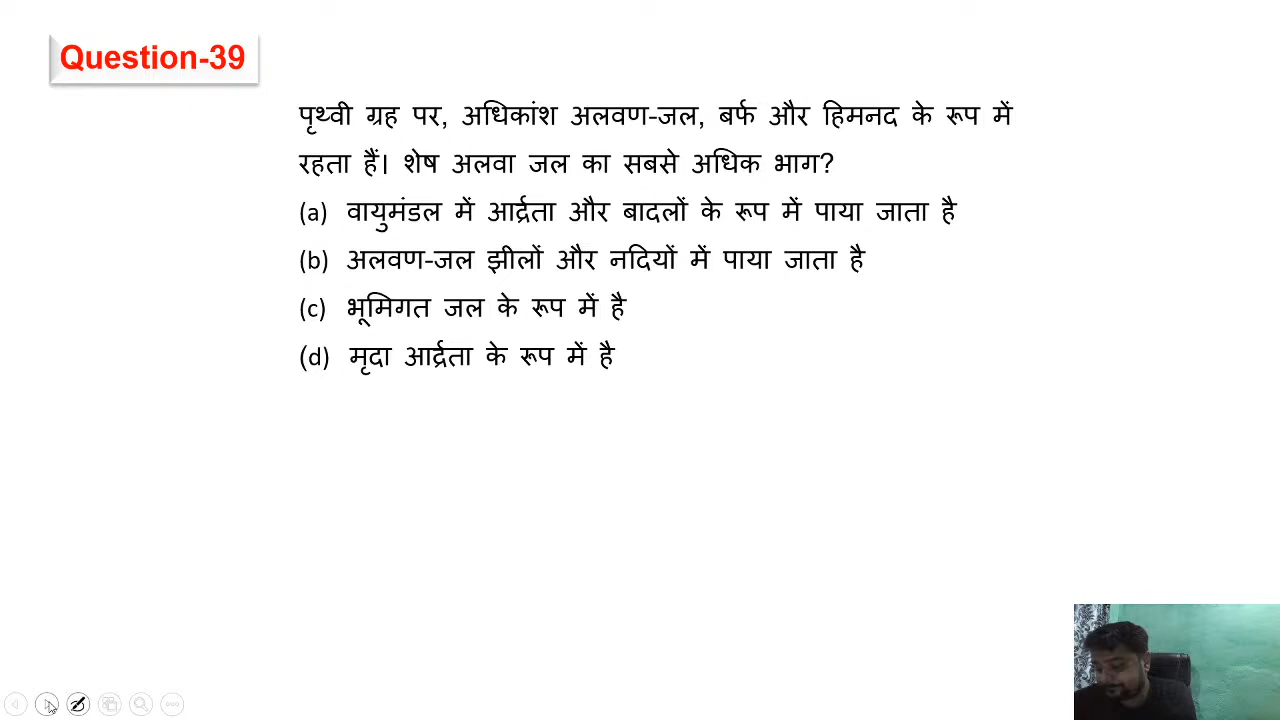 Question-39
पृथ्वी ग्रह पर, अधिकांश अलवण-जल, बर्फ और हिमनद के रूप में
रहता हैं। शेष अलवा जल का सबसे अधिक भाग?
(a) वायुमंडल में आर्द्रता और बादलों के रूप में पाया जाता है
(b) अलवण-जल झीलों और नदियों में पाया जाता है
(c) भूमिगत जल के रूप में है
(d) मृदा आर्द्रता के रूप में है